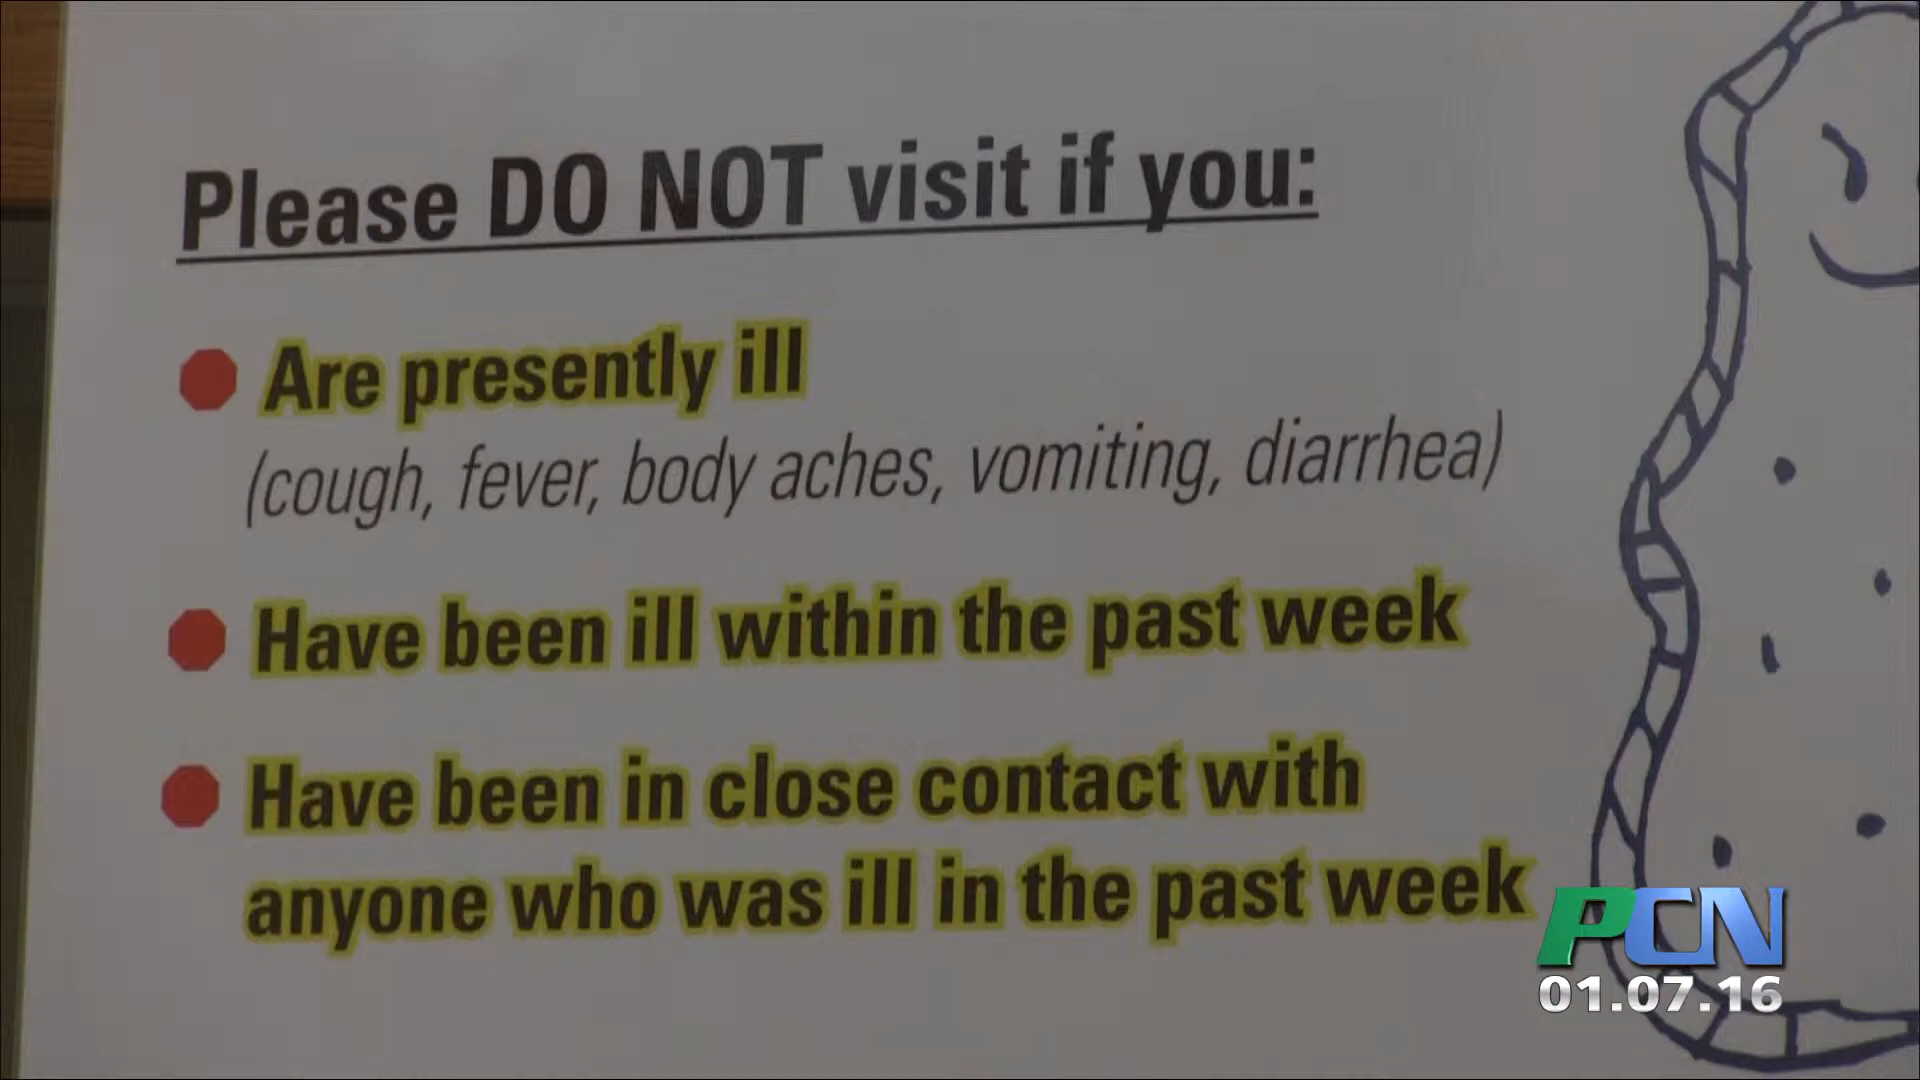 Please DO NOT visit if you:
Are presently ill
(cough, fever, body aches, vomiting, diarrhea)
Have been ill within the past week
Have been in close contact with
anyone who was ill in the past week
PCN
01.07.16